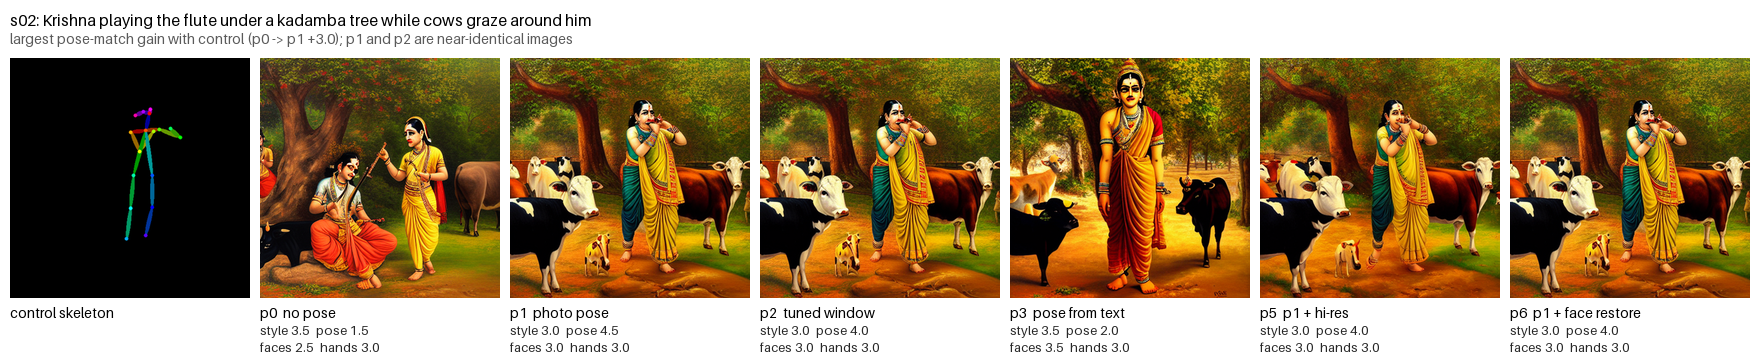 s02: Krishna playing the flute under a kadamba tree while cows graze around him
largest pose-match gain with control (p0 -> p1 +3.0); p1 and p2 are near-identical images
control skeleton
p0 no pose
style 3.5 pose 1.5
faces 2.5 hands 3.0
p1 photo pose
style 3.0 pose 4.5
faces 3.0 hands 3.0
p2 tuned window
style 3.0 pose 4.0
faces 3.0 hands 3.0
p3 pose from text
style 3.5 pose 2.0
faces 3.5 hands 3.0
p5 p1 + hi-res
style 3.0 pose 4.0
faces 3.0 hands 3.0
p6 p1 + face restore
style 3.0 pose 4.0
faces 3.0 hands 3.0